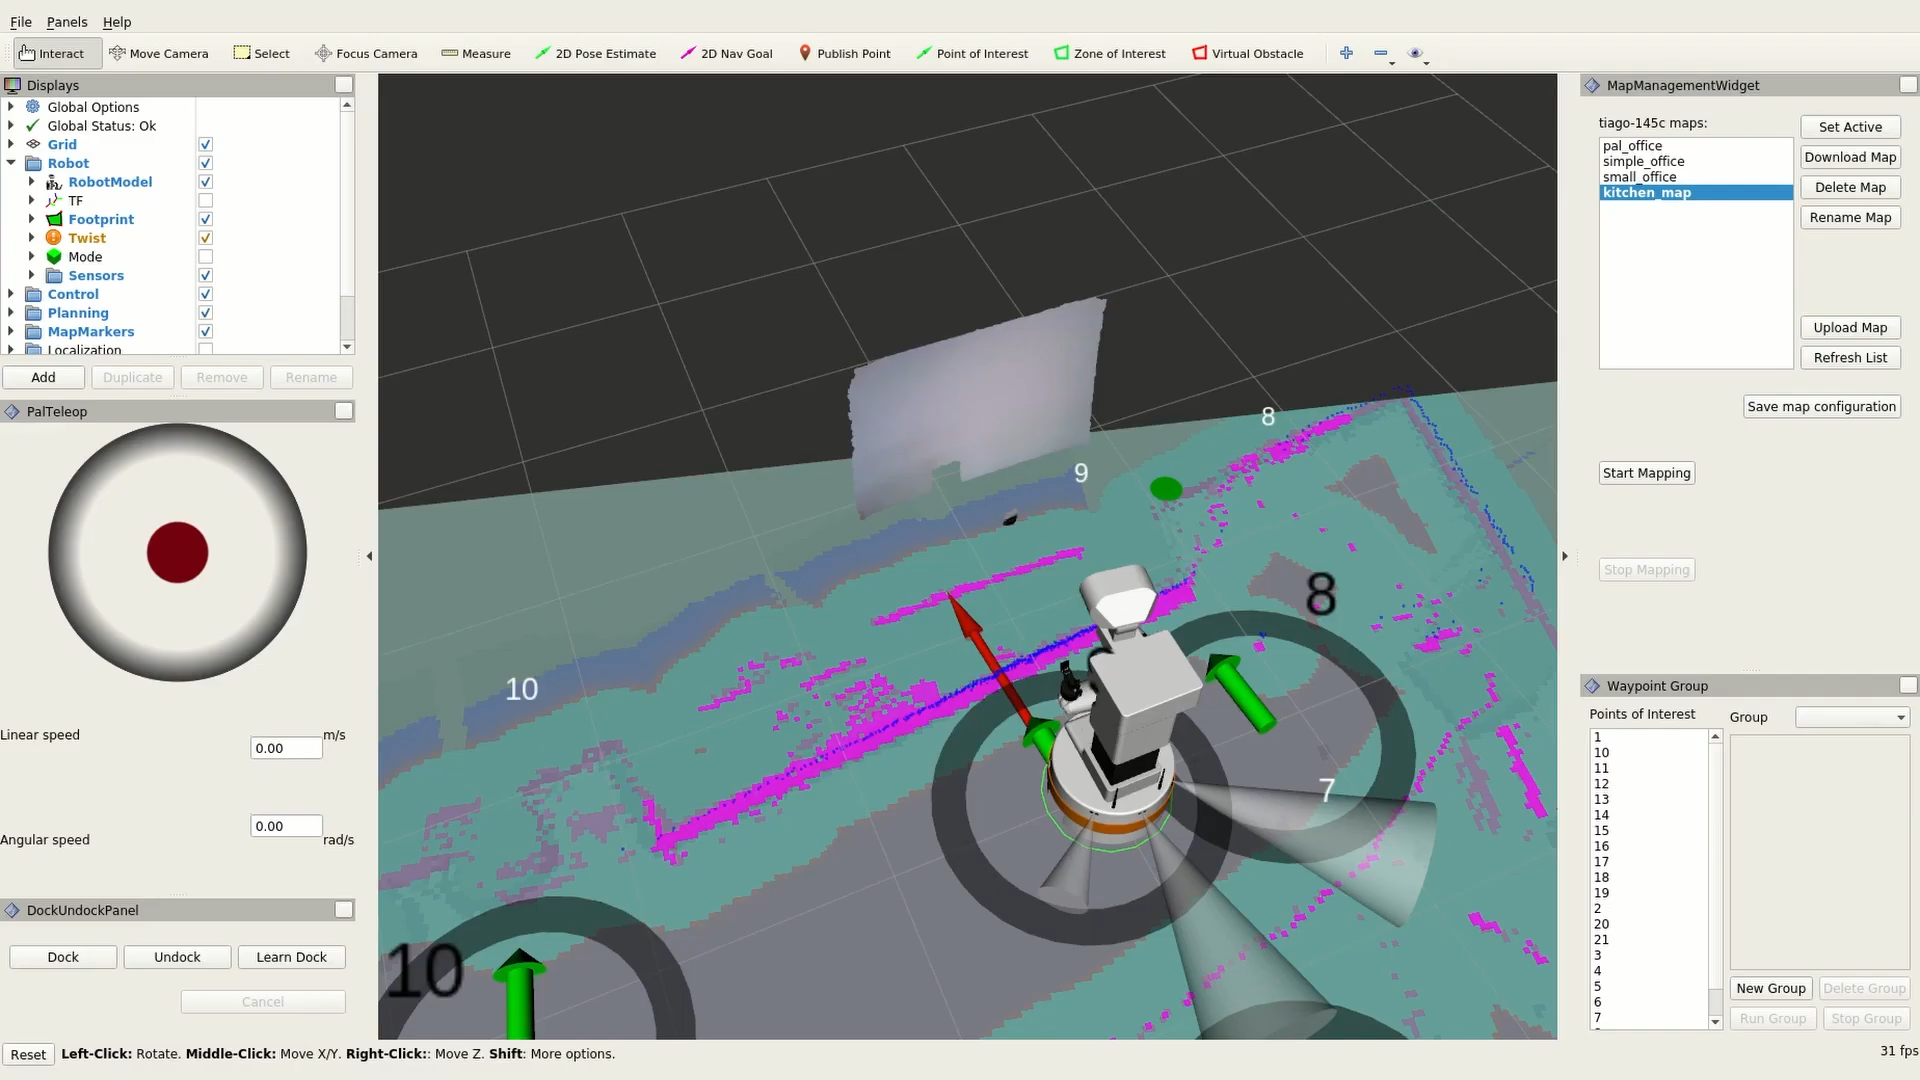 File Panels Help
Interact Move Camera Select Focus Camera Measure 2D Pose Estimate 2D Nav Goal Publish Point Point of Interest Zone of Interest Virtual Obstacle
Displays
Global Options
Global Status: Ok
Grid
Robot
RobotModel
TF
Footprint
Twist
Mode
Sensors
Control
Planning
MapMarkers
Localization
Add Duplicate Remove Rename
PalTeleop
Linear speed 0.00 m/s
Angular speed 0.00 rad/s
DockUndockPanel
Dock Undock Learn Dock
Cancel
8
9
8
10
7
10
MapManagementWidget
tiago-145c maps:
pal_office
simple_office
small_office
kitchen_map
Set Active
Download Map
Delete Map
Rename Map
Upload Map
Refresh List
Save map configuration
Start Mapping
Stop Mapping
Waypoint Group
Points of Interest
1
10
11
12
13
14
15
16
17
18
19
2
20
21
3
4
5
6
7
Group
New Group Delete Group
Run Group Stop Group
Reset Left-Click: Rotate. Middle-Click: Move X/Y. Right-Click:: Move Z. Shift: More options.
31 fps